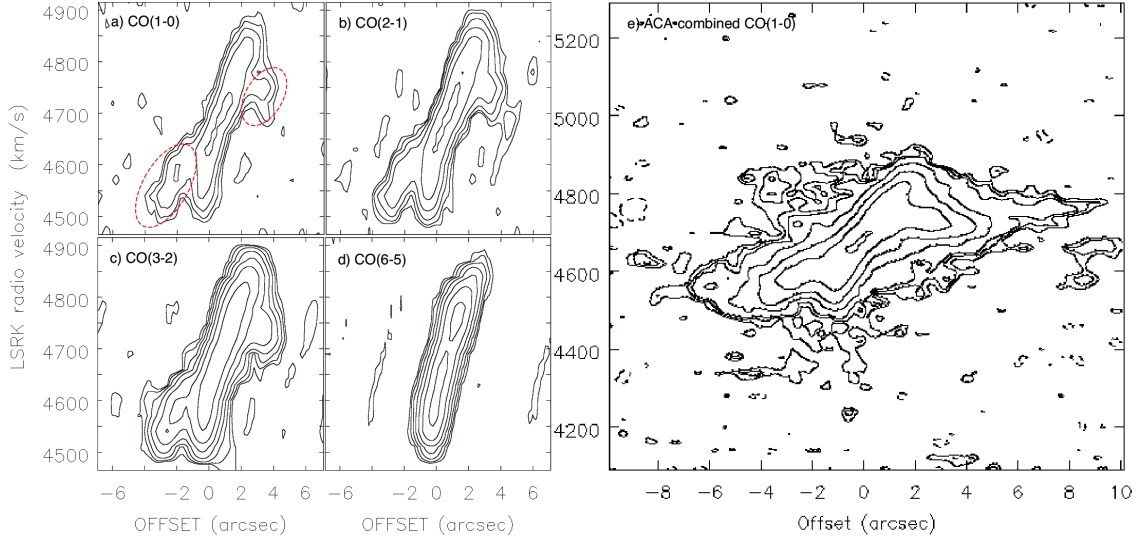 a) CO(1-0)
b) CO(2-1)
e) ACA-combined CO(1-0)
4900
4800
4700
4600
4500
5200
5000
4800
4600
4400
4200
c) CO(3-2)
d) CO(6-5)
4900
4800
4700
4600
4500
LSRK radio velocity (km/s)
-6 -2 0 2 6
-6 -2 0 2 6
-8 -6 -4 -2 0 2 4 6 8 10
OFFSET (arcsec)
OFFSET (arcsec)
Offset (arcsec)